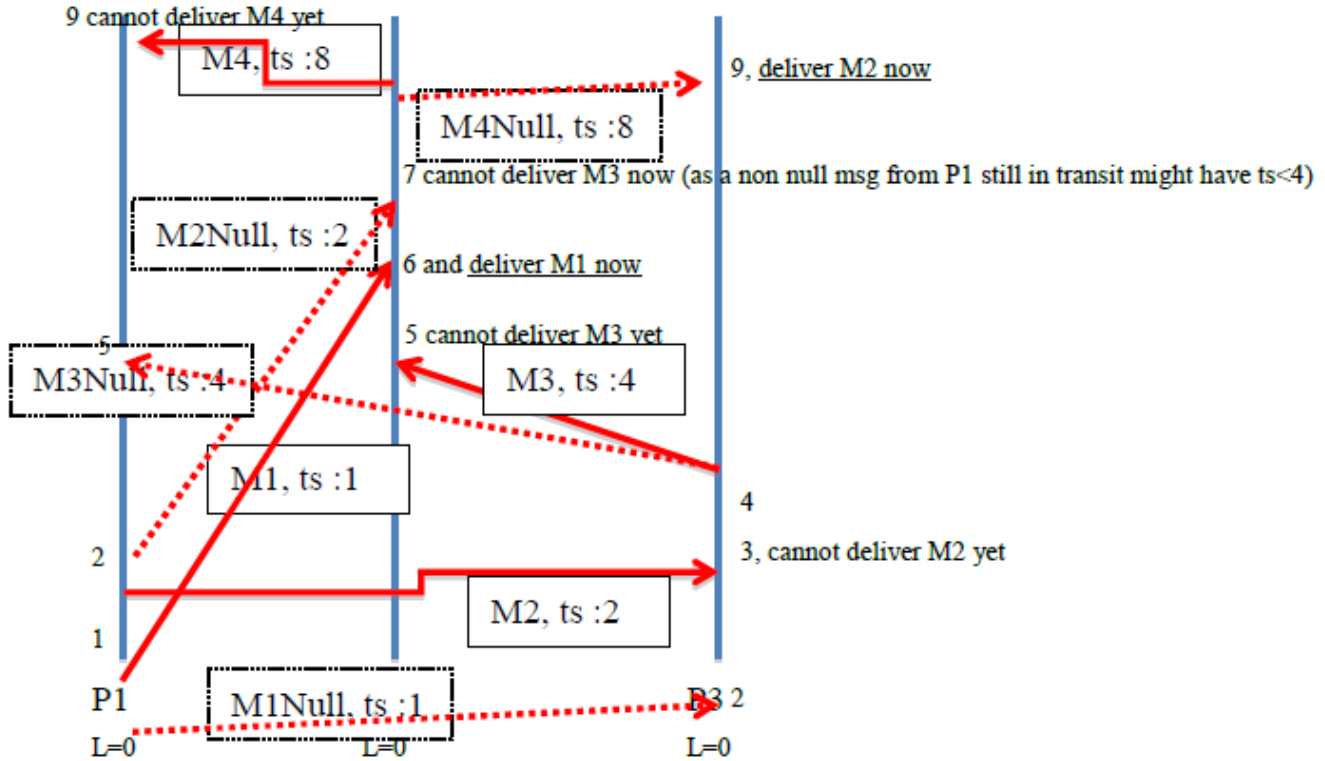 9 cannot deliver M4 yet
M4, ts :8
9, deliver M2 now
M4Null, ts :8
7 cannot deliver M3 now (as a non null msg from P1 still in transit might have ts<4)
M2Null, ts :2
6 and deliver M1 now
5 cannot deliver M3 yet
5
M3Null, ts :4
M3, ts :4
M1, ts :1
4
2
3, cannot deliver M2 yet
M2, ts :2
1
P1
M1Null, ts :1
P3 2
L=0
L=0
L=0